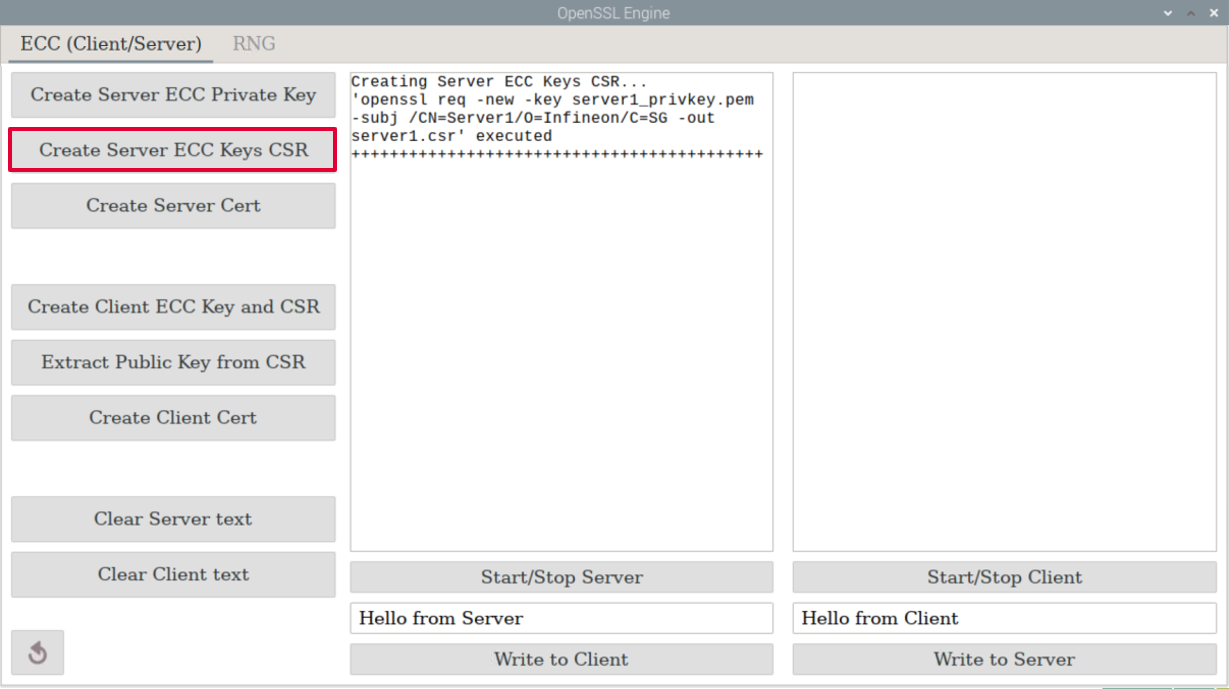 OpenSSL Engine
ECC (Client/Server)
RNG
Create Server ECC Private Key
Create Server ECC Keys CSR
Create Server Cert
Create Client ECC Key and CSR
Extract Public Key from CSR
Create Client Cert
Clear Server text
Clear Client text
Creating Server ECC Keys CSR...
'openssl req -new -key server1_privkey.pem
-subj /CN=Server1/O=Infineon/C=SG -out
server1.csr' executed
+++++++++++++++++++++++++++++++++++++++++++
Start/Stop Server
Hello from Server
Write to Client
Start/Stop Client
Hello from Client
Write to Server